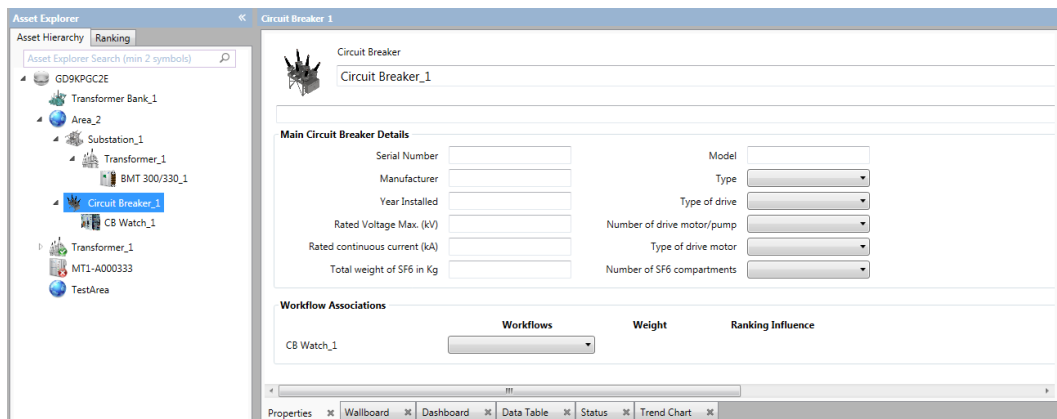 Asset Explorer
Asset Hierarchy Ranking
Asset Explorer Search (min 2 symbols)
GD9KPGC2E
Transformer Bank_1
Area_2
Substation_1
Transformer_1
BMT 300/330_1
Circuit Breaker_1
CB Watch_1
Transformer_1
MT1-A000333
TestArea
Circuit Breaker 1
Circuit Breaker
Circuit Breaker_1
Main Circuit Breaker Details
Serial Number Model
Manufacturer Type
Year Installed Type of drive
Rated Voltage Max. (kV) Number of drive motor/pump
Rated continuous current (kA) Type of drive motor
Total weight of SF6 in Kg Number of SF6 compartments
Workflow Associations
Workflows Weight Ranking Influence
CB Watch_1
Properties Wallboard Dashboard Data Table Status Trend Chart